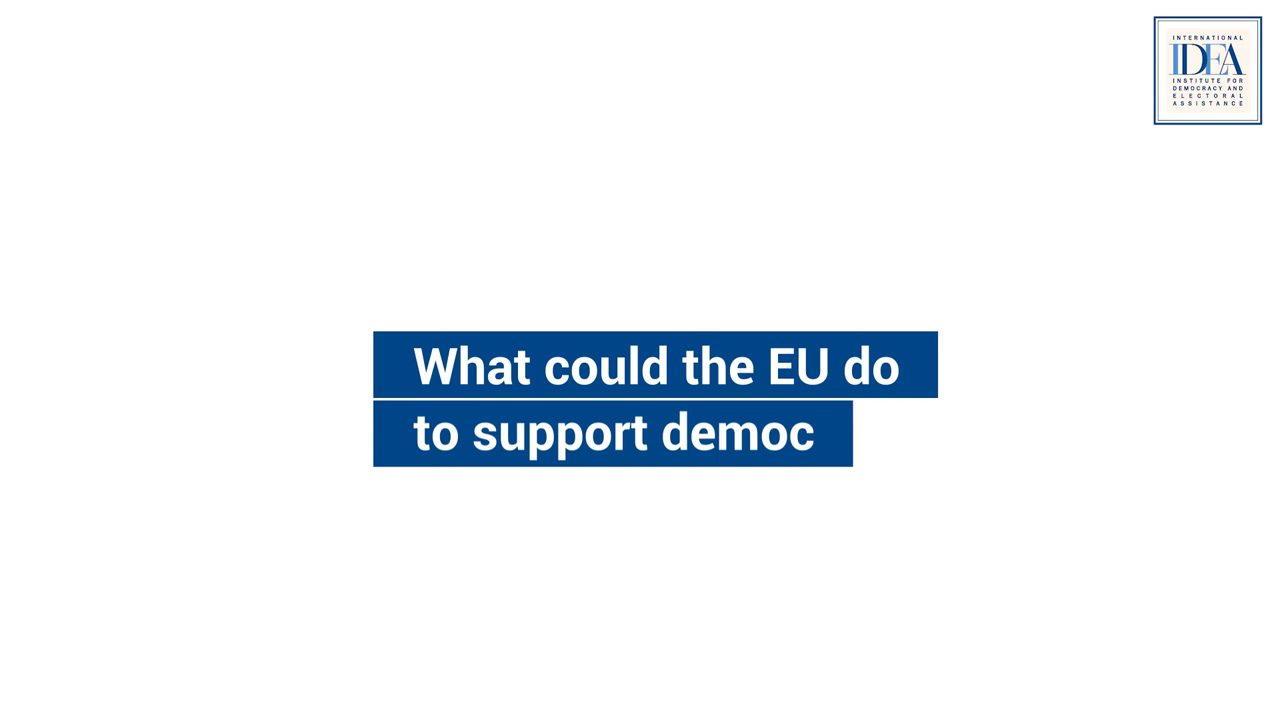 INTERNATIONAL
IDEA
INSTITUTE FOR
DEMOCRACY AND
ELECTORAL
ASSISTANCE
What could the EU do
to support democ